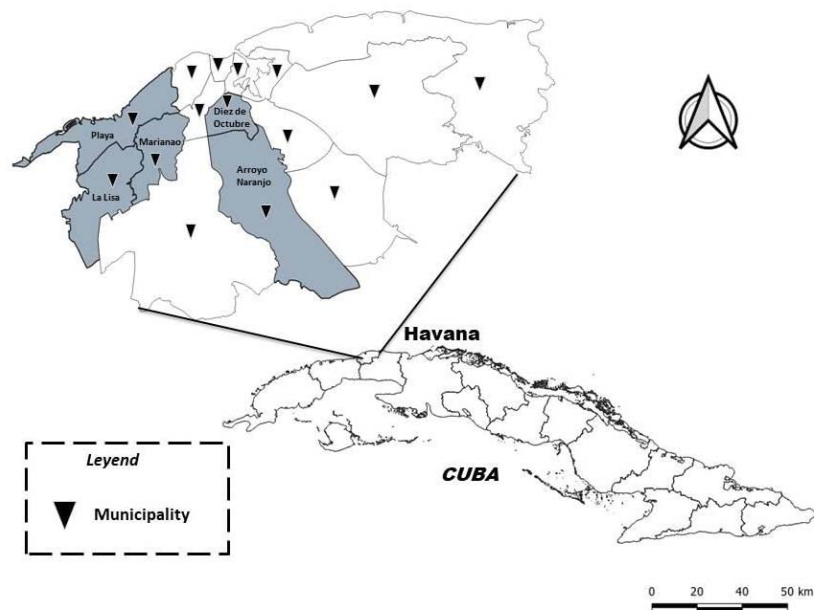 Playa
Marianao
Diez de
Octubre
La Lisa
Arroyo
Naranjo
Havana
CUBA
Leyend
Municipality
0 20 40 50 km